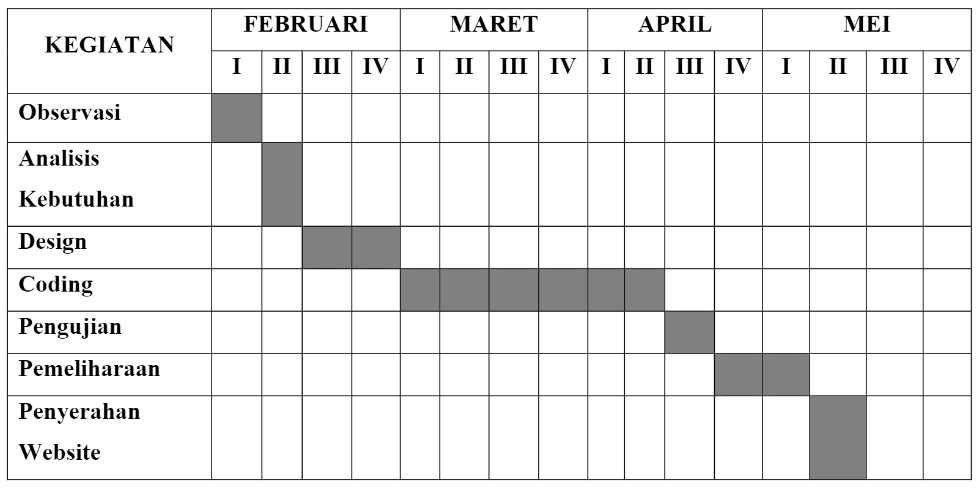 KEGIATAN FEBRUARI MARET APRIL MEI
I II III IV I II III IV I II III IV I II III IV
Observasi
Analisis
Kebutuhan
Design
Coding
Pengujian
Pemeliharaan
Penyerahan
Website